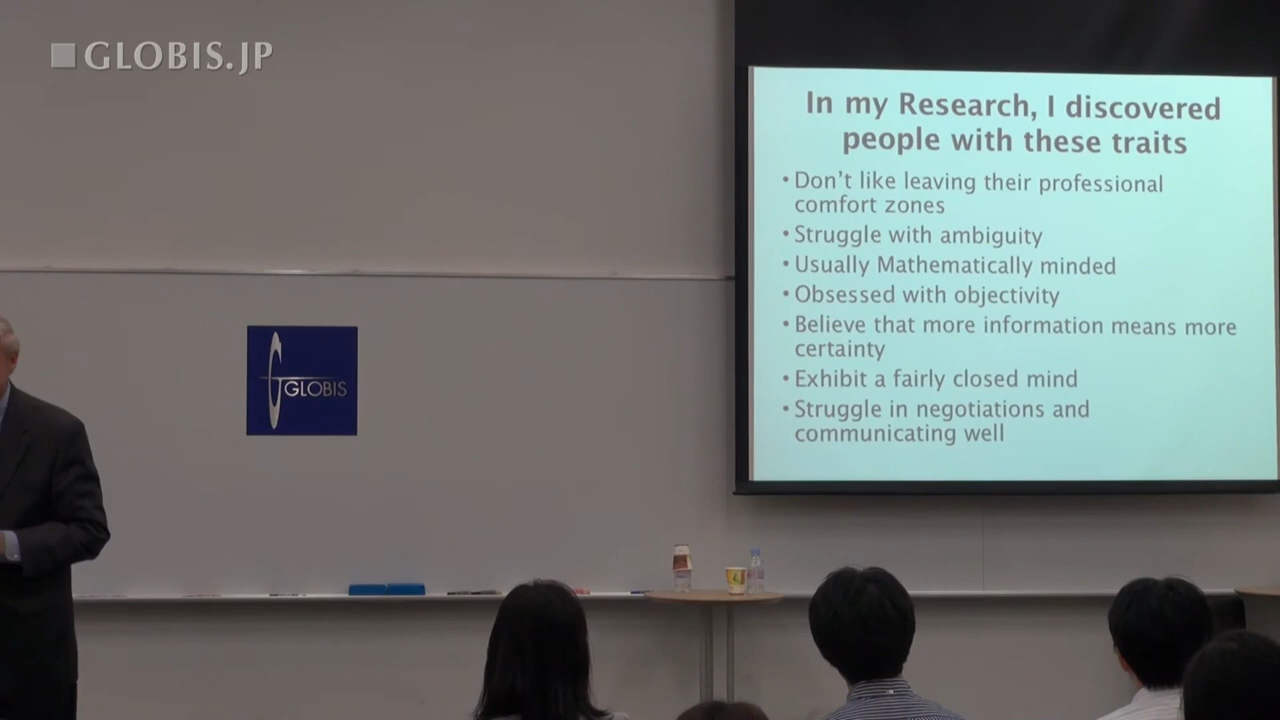 GLOBIS.JP
In my Research, I discovered
people with these traits
• Don't like leaving their professional
comfort zones
• Struggle with ambiguity
• Usually Mathematically minded
• Obsessed with objectivity
• Believe that more information means more
certainty
• Exhibit a fairly closed mind
• Struggle in negotiations and
communicating well
GLOBIS